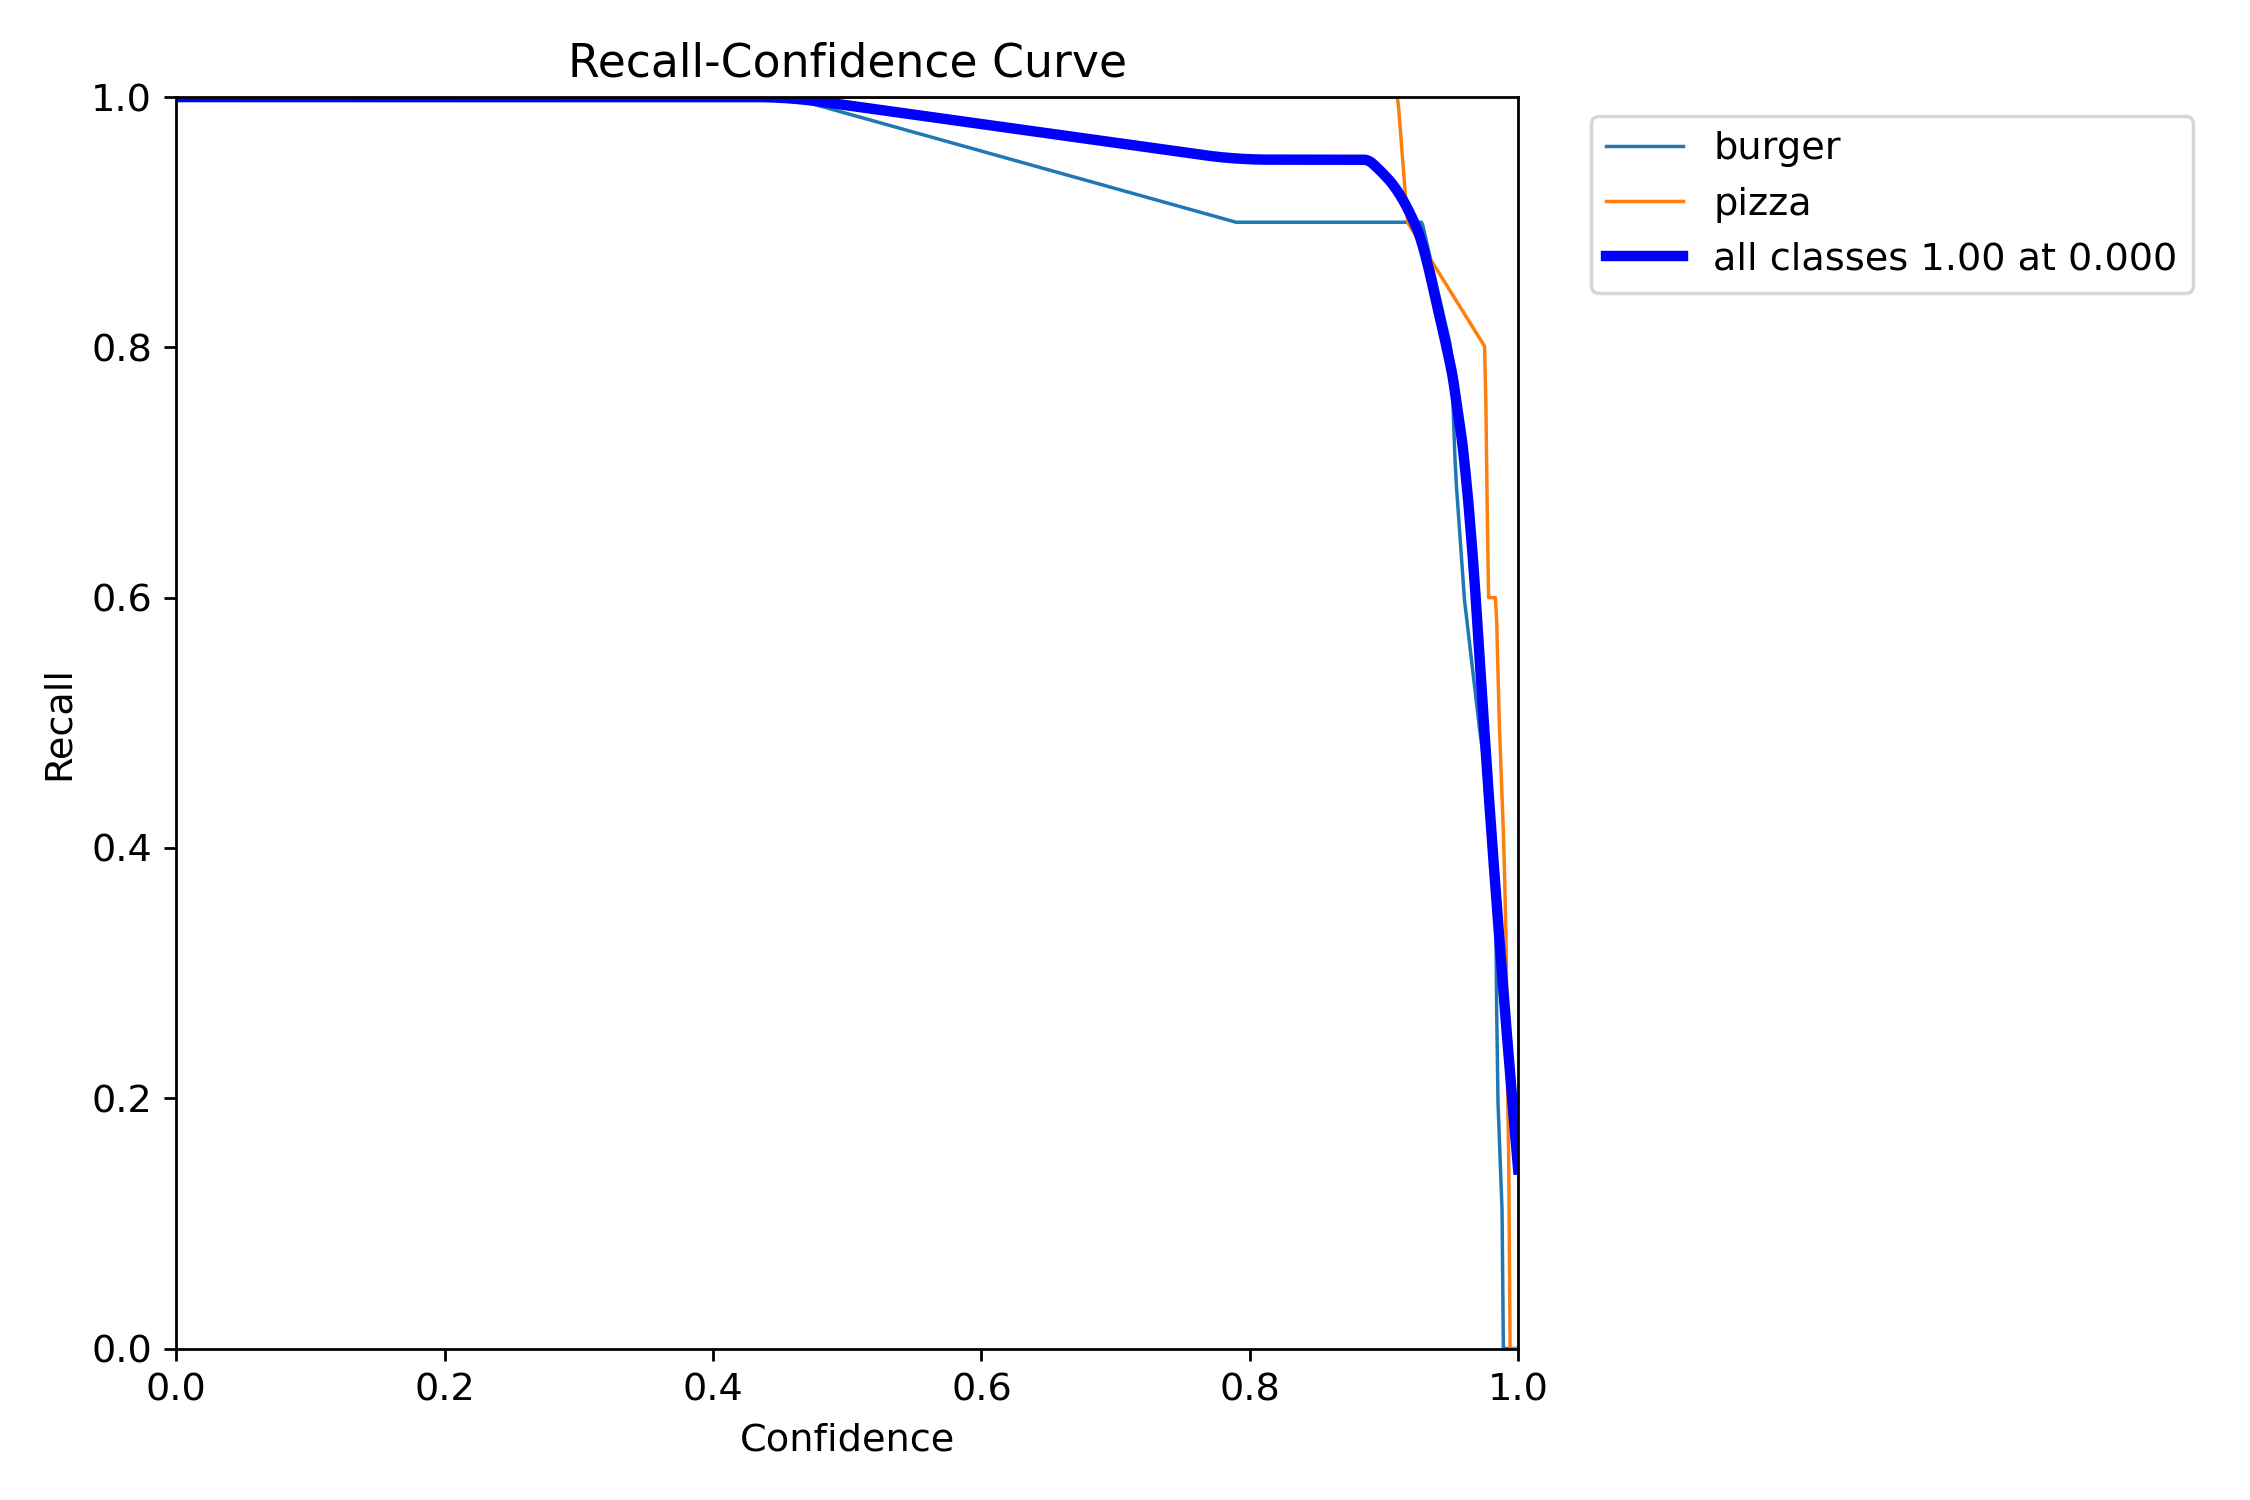 Recall-Confidence Curve
1.0
0.8
0.6
0.4
0.2
0.0
Recall
0.0 0.2 0.4 0.6 0.8 1.0
Confidence
burger
pizza
all classes 1.00 at 0.000